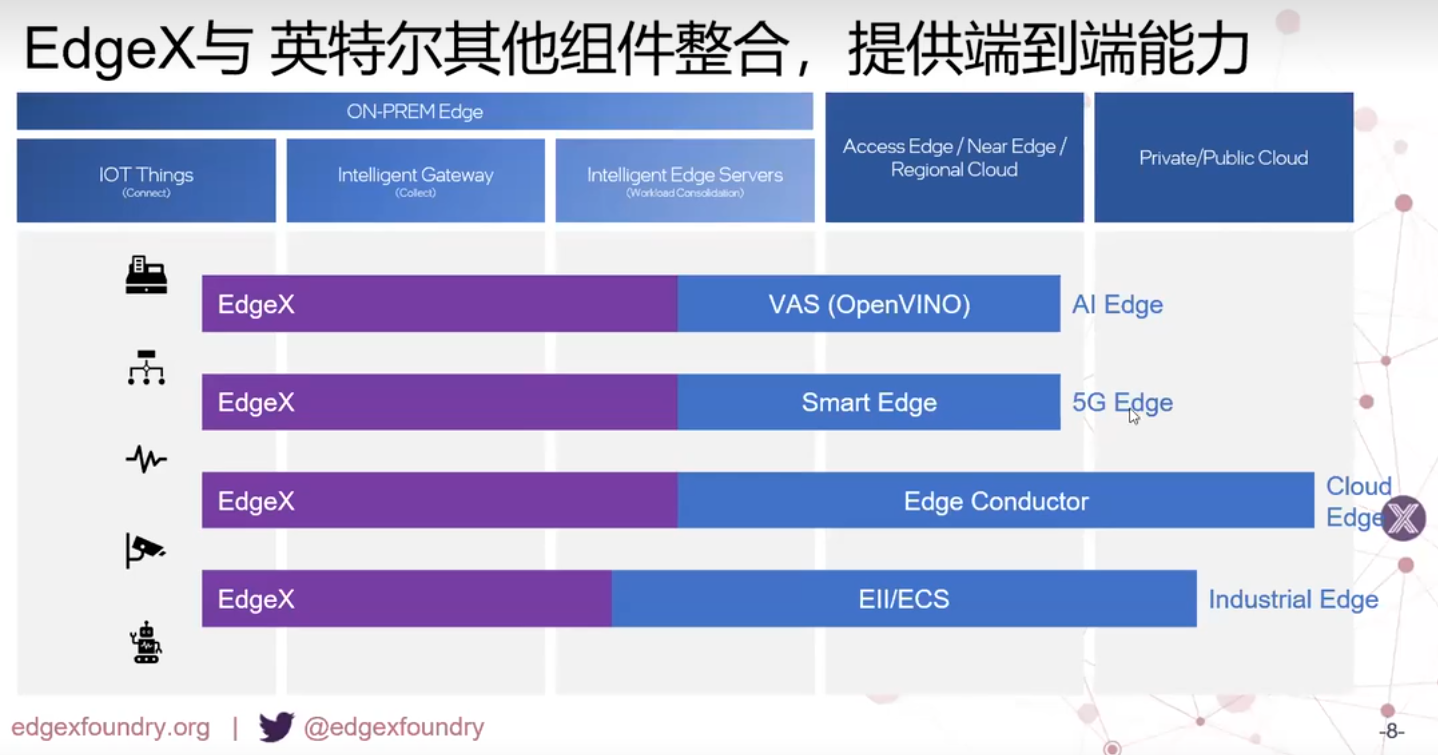 EdgeX与 英特尔其他组件整合，提供端到端能力
ON-PREM Edge
IOT Things
(Connect)
Intelligent Gateway
(Collect)
Intelligent Edge Servers
(Workload Consolidation)
Access Edge / Near Edge /
Regional Cloud
Private/Public Cloud
EdgeX
VAS (OpenVINO)
AI Edge
EdgeX
Smart Edge
5G Edge
EdgeX
Edge Conductor
Cloud
Edge
EdgeX
EII/ECS
Industrial Edge
edgexfoundry.org | @edgexfoundry
-8-